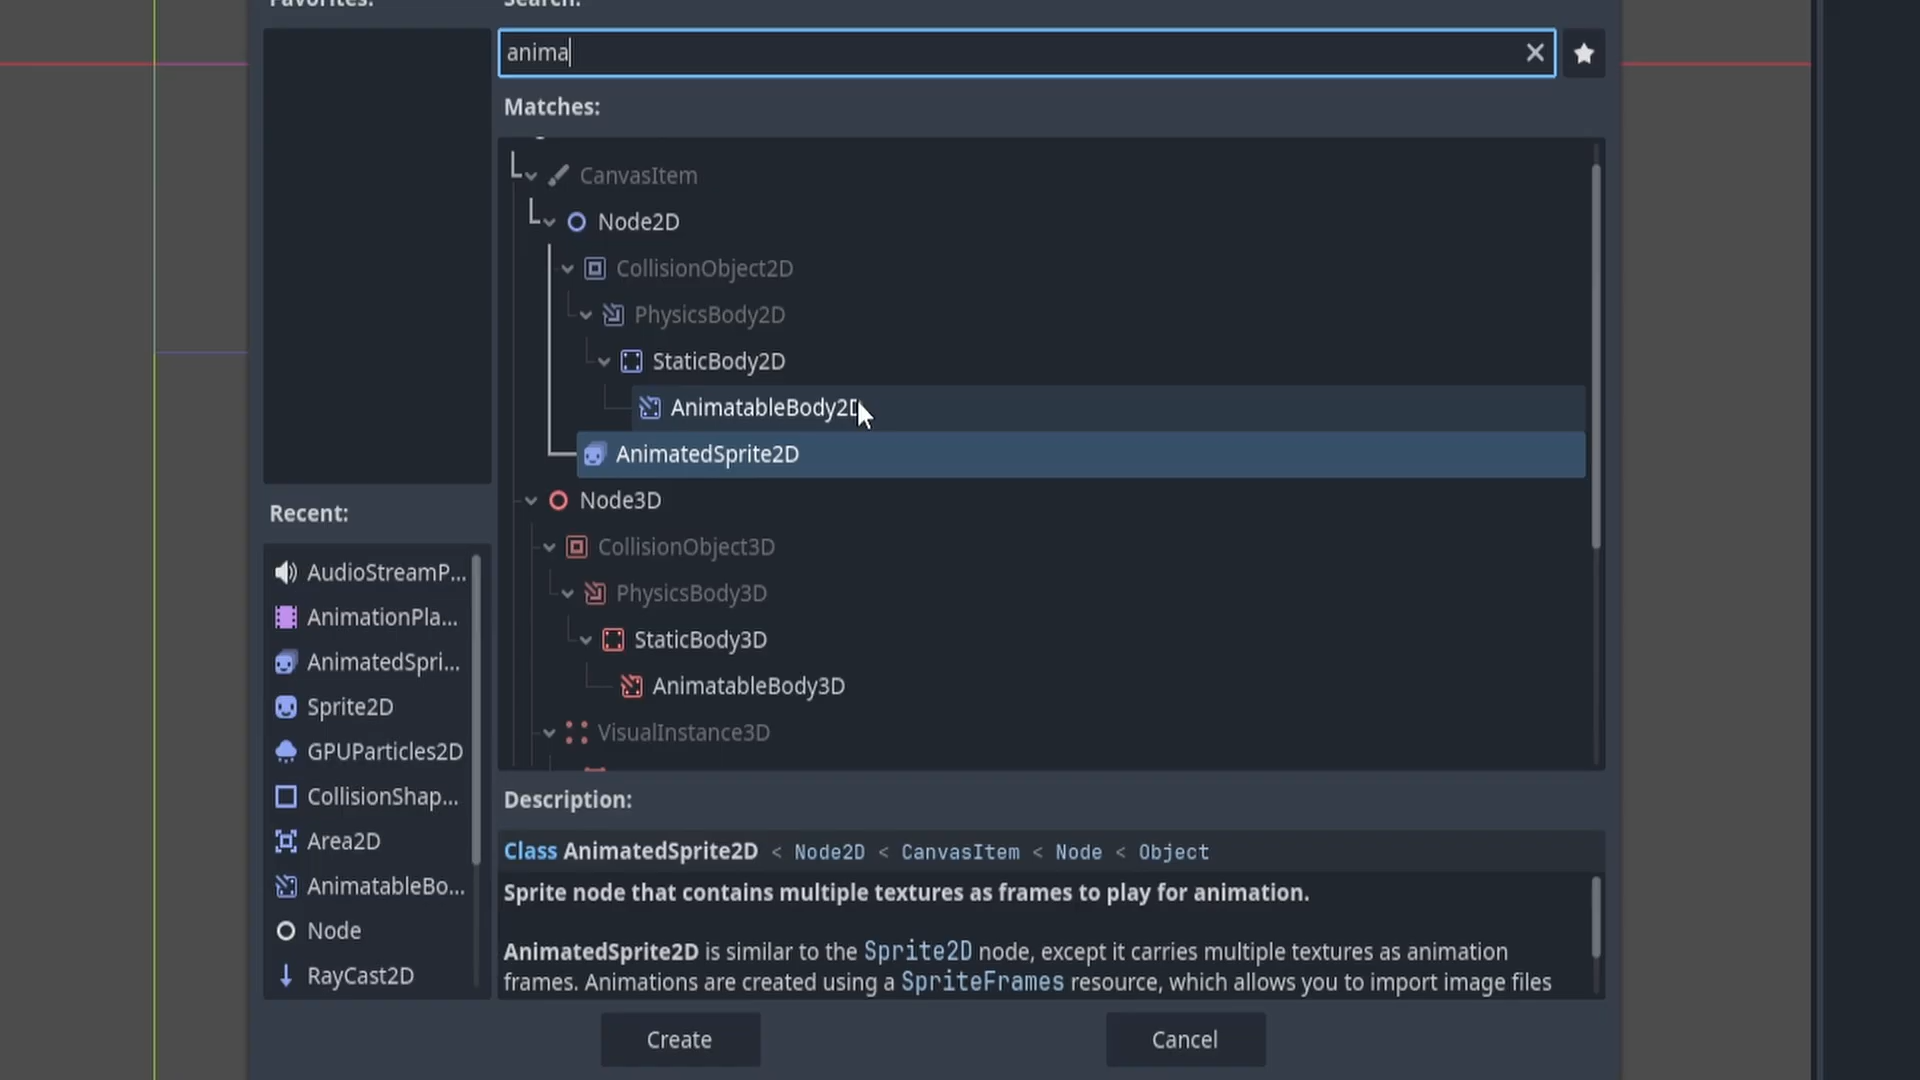 Favorites:
Search:
anima
Matches:
CanvasItem
Node2D
CollisionObject2D
PhysicsBody2D
StaticBody2D
AnimatableBody2D
AnimatedSprite2D
Node3D
CollisionObject3D
PhysicsBody3D
StaticBody3D
AnimatableBody3D
VisualInstance3D
Recent:
AudioStreamP...
AnimationPla...
AnimatedSpri...
Sprite2D
GPUParticles2D
CollisionShap...
Area2D
AnimatableBo...
Node
RayCast2D
Description:
Class AnimatedSprite2D < Node2D < CanvasItem < Node < Object
Sprite node that contains multiple textures as frames to play for animation.
AnimatedSprite2D is similar to the Sprite2D node, except it carries multiple textures as animation
frames. Animations are created using a SpriteFrames resource, which allows you to import image files
Create
Cancel